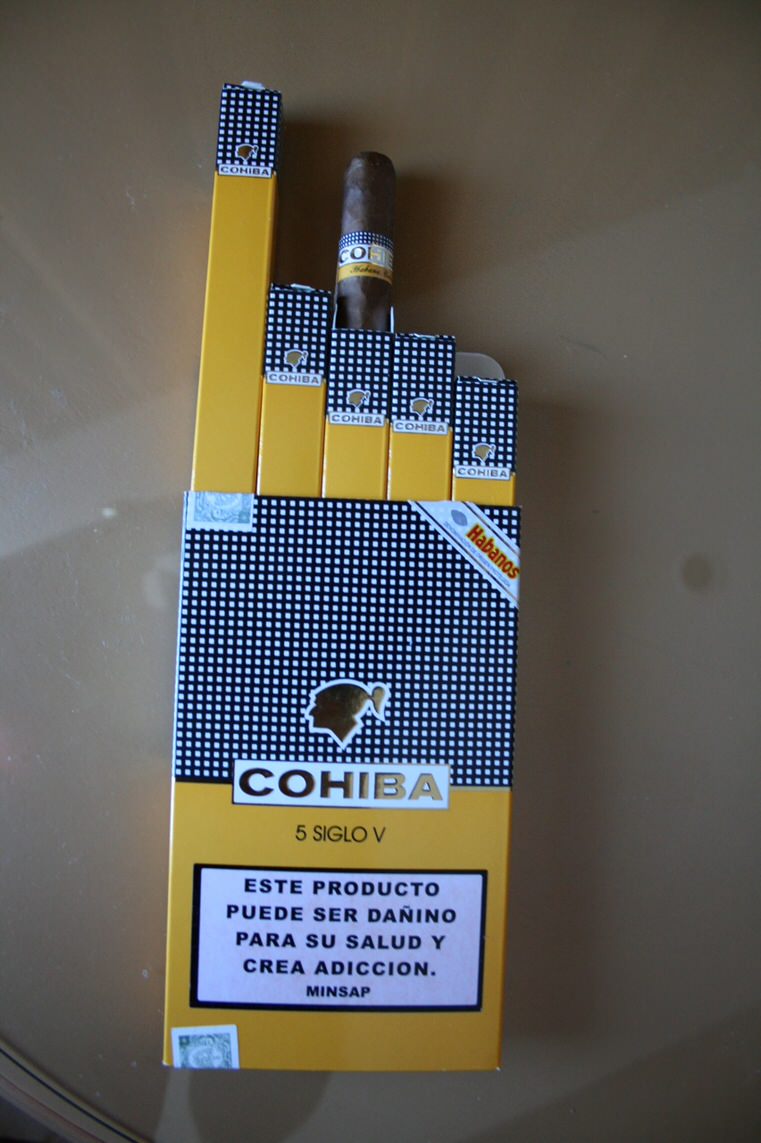 COHIBA
COHIBA
COHIBA
COHIBA
COHIBA
Habanos
COHIBA
5 SIGLO V
ESTE PRODUCTO
PUEDE SER DAÑINO
PARA SU SALUD Y
CREA ADICCION.
MINSAP